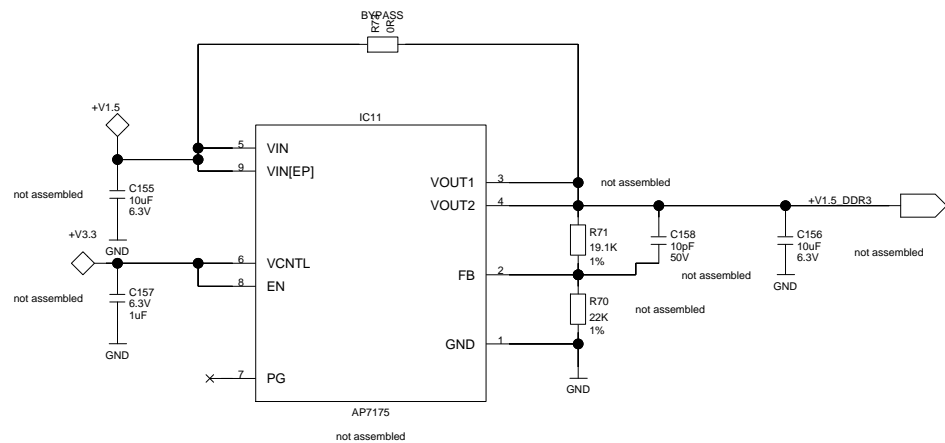 BYPASS
R73
0R
+V1.5
IC11
5
VIN
9
VIN[EP]
VOUT1
3
not assembled
VOUT2
4
+V1.5_DDR3
not assembled
C155
10uF
6.3V
GND
+V3.3
R71
19.1K
1%
C158
10pF
50V
C156
10uF
6.3V
not assembled
6
VCNTL
8
EN
FB
2
not assembled
GND
not assembled
C157
6.3V
1uF
R70
22K
1%
not assembled
GND
GND
1
7
PG
GND
AP7175
not assembled